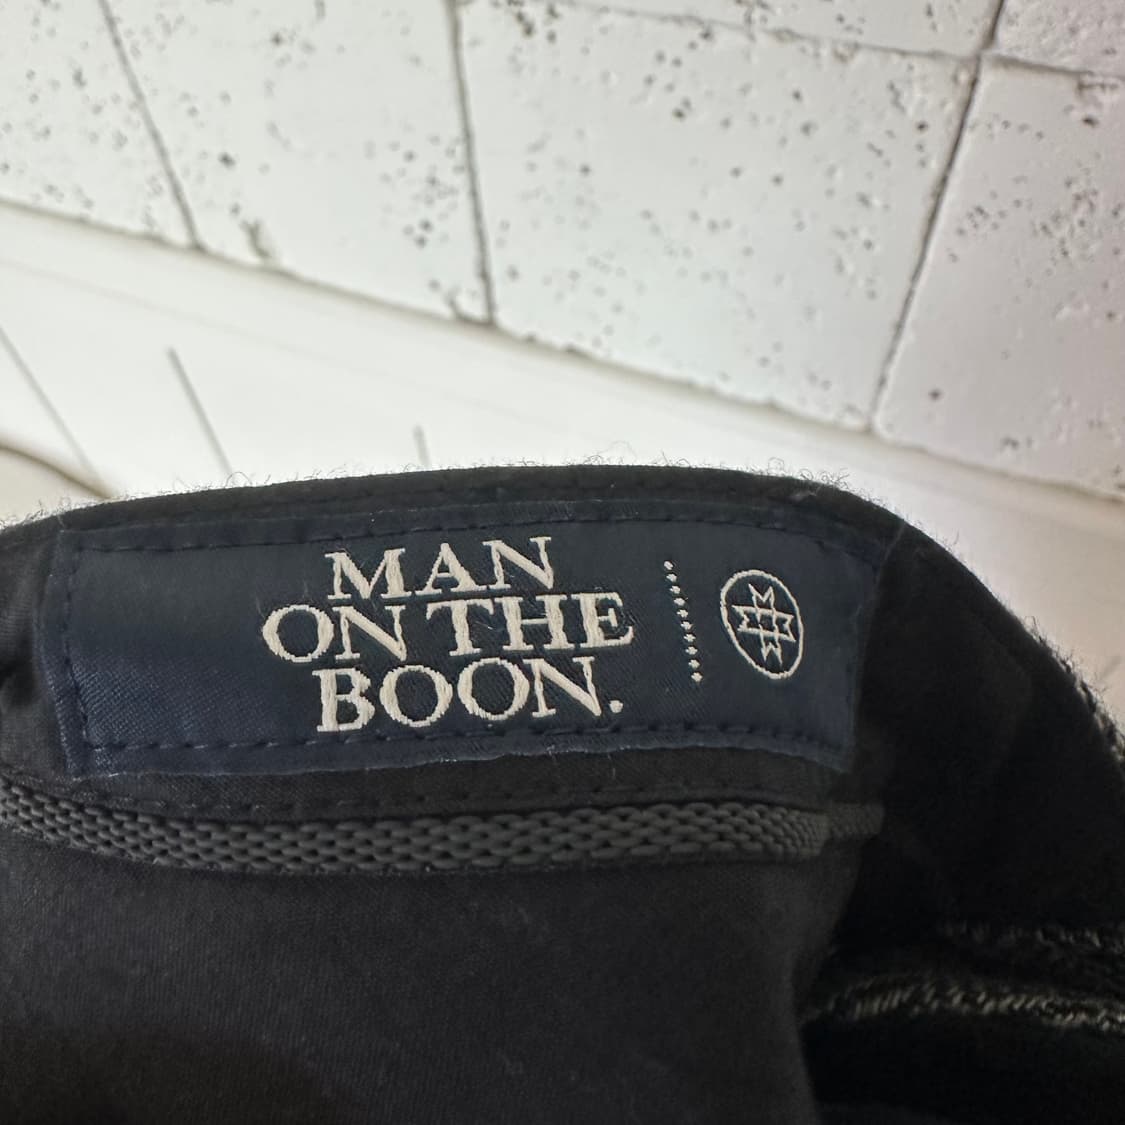 MAN
ON THE
BOON.